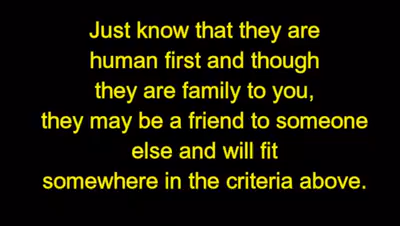 Just know that they are
human first and though
they are family to you,
they may be a friend to someone
else and will fit
somewhere in the criteria above.